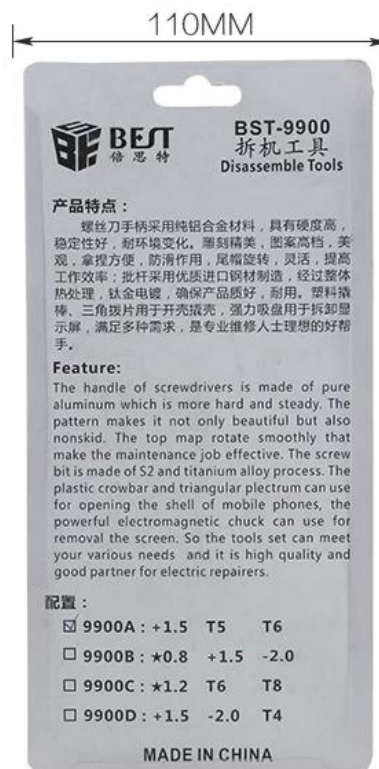 110MM
BEST
倍思特
BST-9900
拆机工具
Disassemble Tools
产品特点：
螺丝刀手柄采用纯铝合金材料，具有硬度高，
稳定性好，耐环境变化。雕刻精美，图案高档，美
观，拿捏方便，防滑作用，尾帽旋转，灵活，提高
工作效率；批杆采用优质进口钢材制造，经过整体
热处理，钛金电镀，确保产品质好，耐用。塑料撬
棒、三角拨片用于开壳撬壳，强力吸盘用于拆卸显
示屏，满足多种需求，是专业维修人士理想的好帮
手。
Feature:
The handle of screwdrivers is made of pure
aluminum which is more hard and steady. The
pattern makes it not only beautiful but also
nonskid. The top map rotate smoothly that
make the maintenance job effective. The screw
bit is made of S2 and titanium alloy process. The
plastic crowbar and triangular plectrum can use
for opening the shell of mobile phones, the
powerful electromagnetic chuck can use for
removal the screen. So the tools set can meet
your various needs and it is high quality and
good partner for electric repairers.
配置：
☑ 9900A : +1.5 T5 T6
☐ 9900B : ★0.8 +1.5 -2.0
☐ 9900C : ★1.2 T6 T8
☐ 9900D : +1.5 -2.0 T4
MADE IN CHINA